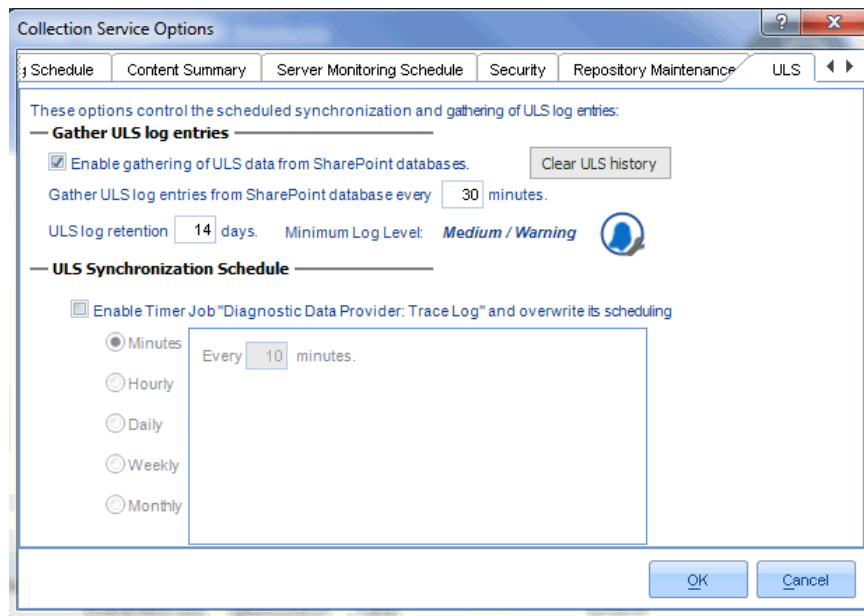 Collection Service Options
?
X
Schedule Content Summary Server Monitoring Schedule Security Repository Maintenance ULS
These options control the scheduled synchronization and gathering of ULS log entries:
Gather ULS log entries
Enable gathering of ULS data from SharePoint databases. Clear ULS history
Gather ULS log entries from SharePoint database every 30 minutes.
ULS log retention 14 days. Minimum Log Level: Medium / Warning
ULS Synchronization Schedule
Enable Timer Job "Diagnostic Data Provider: Trace Log" and overwrite its scheduling
Minutes Every 10 minutes.
Hourly
Daily
Weekly
Monthly
OK Cancel